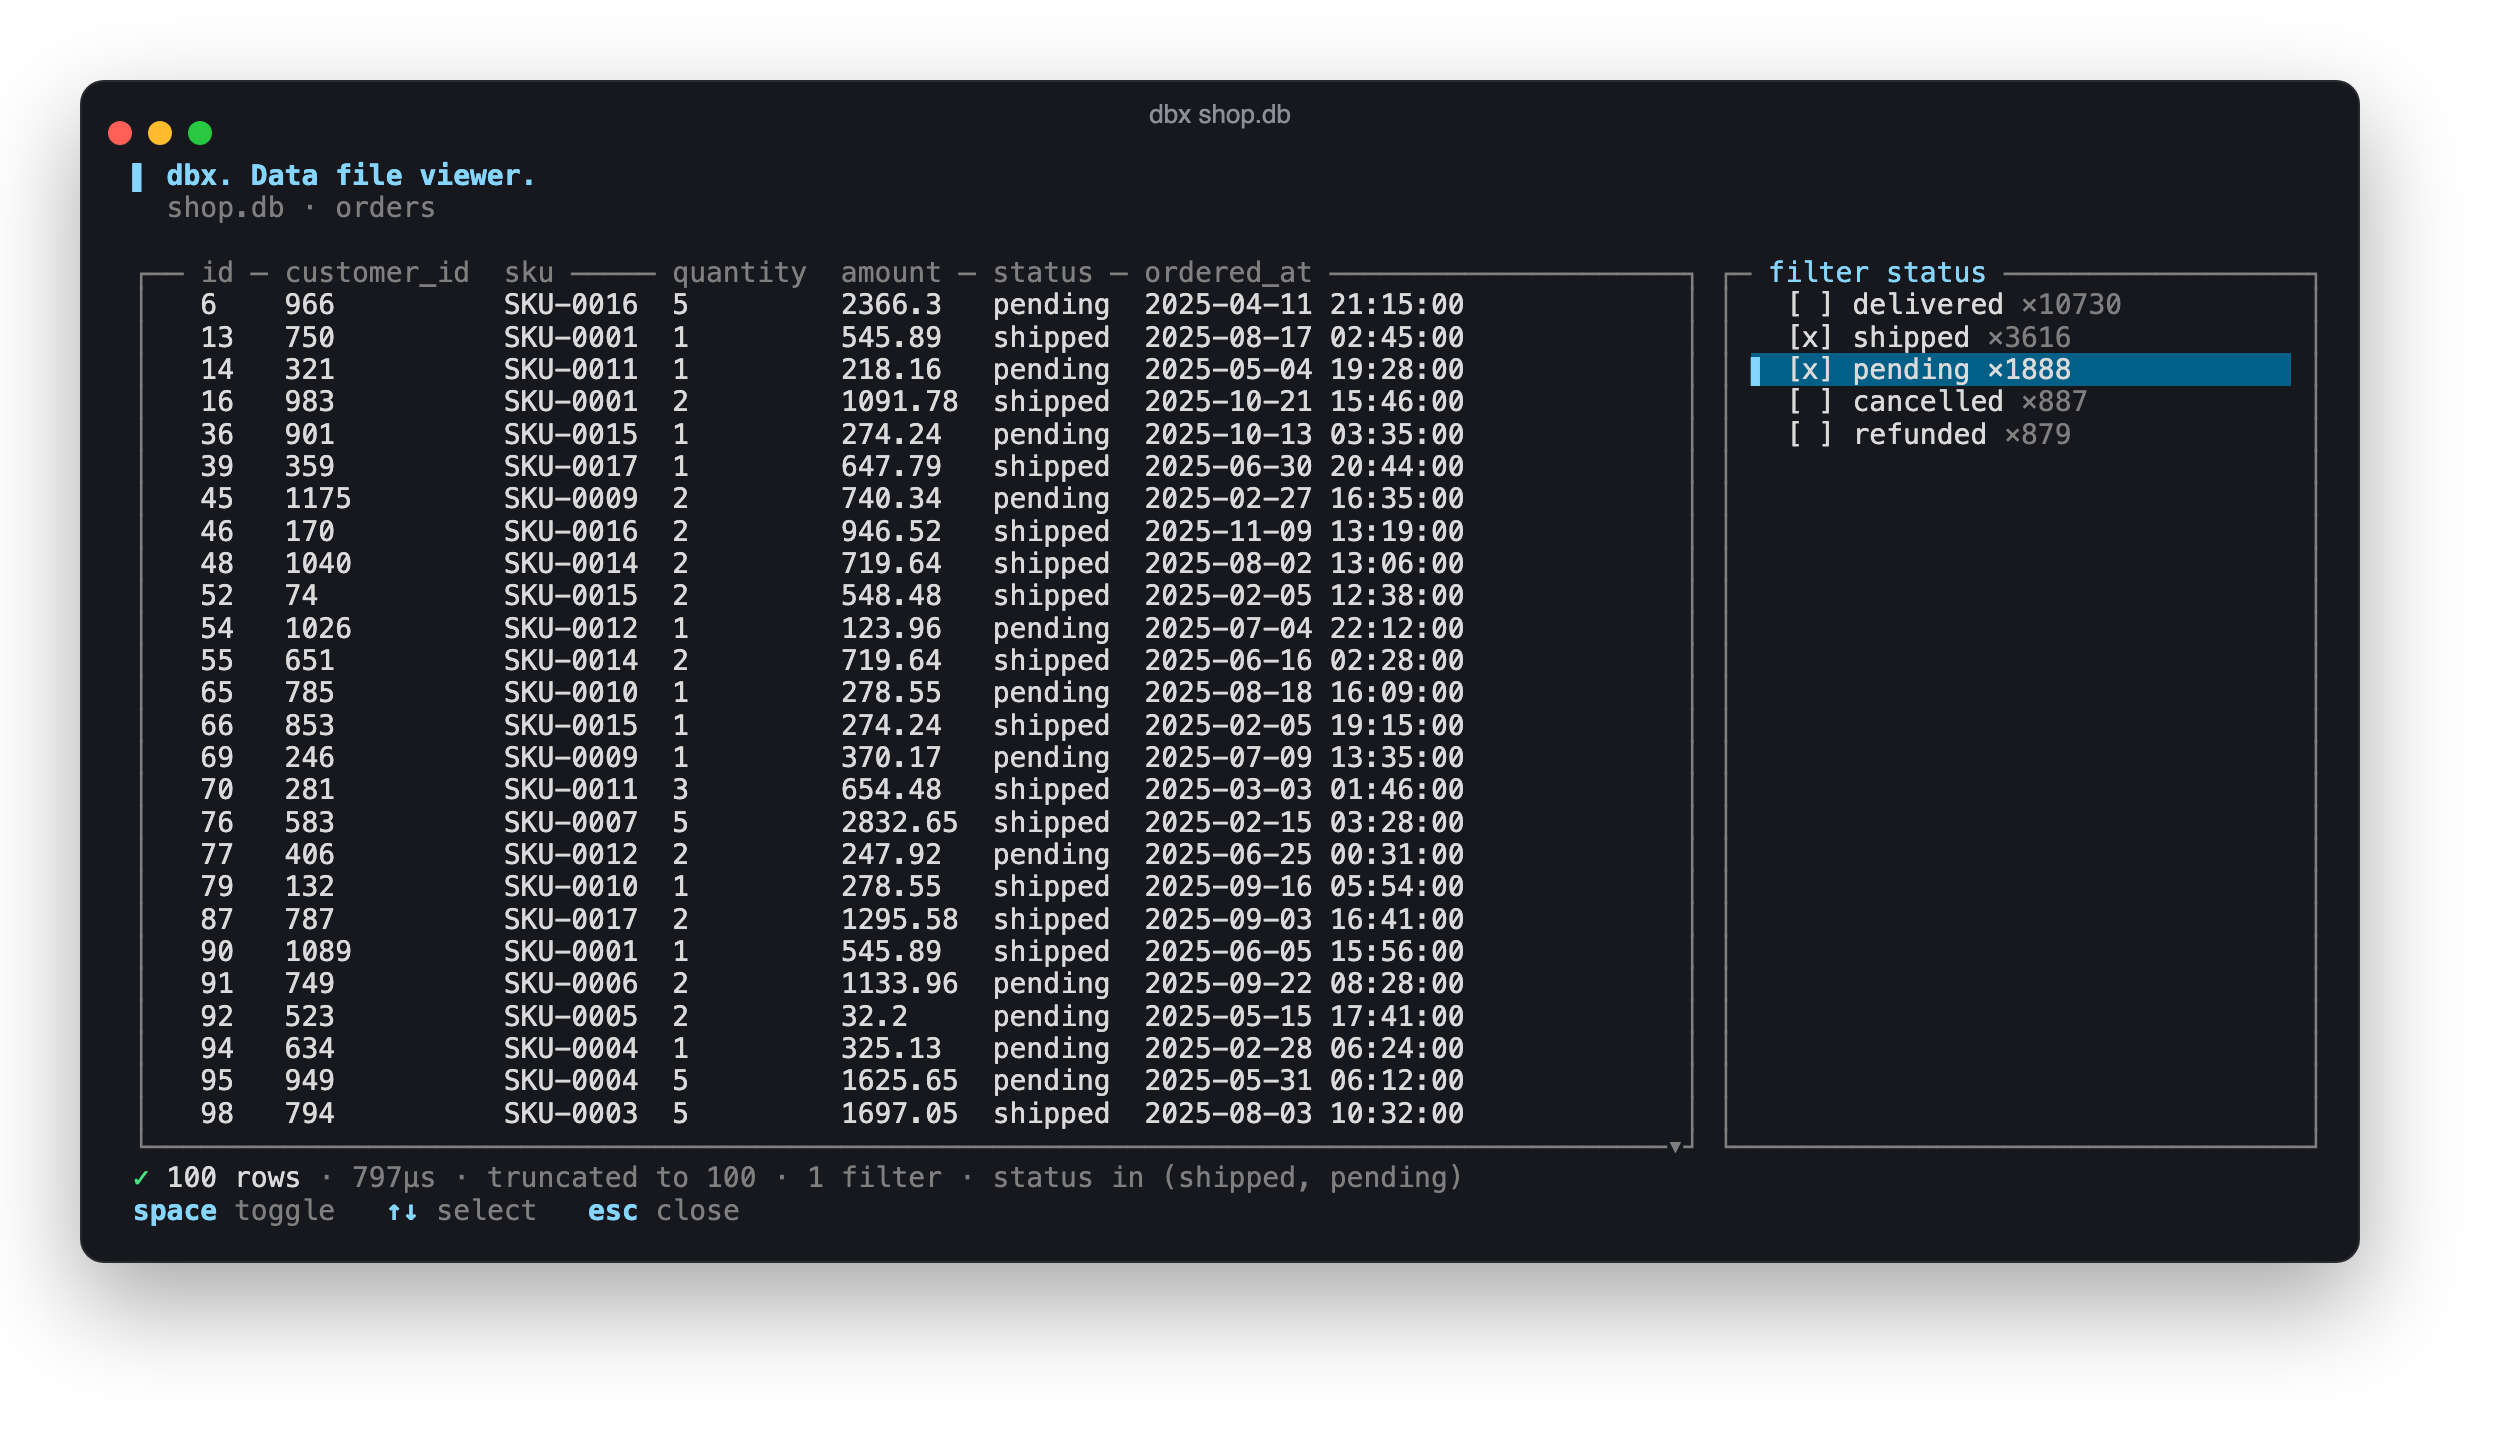 dbx shop.db
dbx. Data file viewer.
shop.db · orders
id customer_id sku quantity amount status ordered_at
6 966 SKU-0016 5 2366.3 pending 2025-04-11 21:15:00
13 750 SKU-0001 1 545.89 shipped 2025-08-17 02:45:00
14 321 SKU-0011 1 218.16 pending 2025-05-04 19:28:00
16 983 SKU-0001 2 1091.78 shipped 2025-10-21 15:46:00
36 901 SKU-0015 1 274.24 pending 2025-10-13 03:35:00
39 359 SKU-0017 1 647.79 shipped 2025-06-30 20:44:00
45 1175 SKU-0009 2 740.34 pending 2025-02-27 16:35:00
46 170 SKU-0016 2 946.52 shipped 2025-11-09 13:19:00
48 1040 SKU-0014 2 719.64 shipped 2025-08-02 13:06:00
52 74 SKU-0015 2 548.48 shipped 2025-02-05 12:38:00
54 1026 SKU-0012 1 123.96 pending 2025-07-04 22:12:00
55 651 SKU-0014 2 719.64 shipped 2025-06-16 02:28:00
65 785 SKU-0010 1 278.55 pending 2025-08-18 16:09:00
66 853 SKU-0015 1 274.24 shipped 2025-02-05 19:15:00
69 246 SKU-0009 1 370.17 pending 2025-07-09 13:35:00
70 281 SKU-0011 3 654.48 shipped 2025-03-03 01:46:00
76 583 SKU-0007 5 2832.65 shipped 2025-02-15 03:28:00
77 406 SKU-0012 2 247.92 pending 2025-06-25 00:31:00
79 132 SKU-0010 1 278.55 shipped 2025-09-16 05:54:00
87 787 SKU-0017 2 1295.58 shipped 2025-09-03 16:41:00
90 1089 SKU-0001 1 545.89 shipped 2025-06-05 15:56:00
91 749 SKU-0006 2 1133.96 pending 2025-09-22 08:28:00
92 523 SKU-0005 2 32.2 pending 2025-05-15 17:41:00
94 634 SKU-0004 1 325.13 pending 2025-02-28 06:24:00
95 949 SKU-0004 5 1625.65 pending 2025-05-31 06:12:00
98 794 SKU-0003 5 1697.05 shipped 2025-08-03 10:32:00
filter status
[ ] delivered ×10730
[x] shipped ×3616
[x] pending ×1888
[ ] cancelled ×887
[ ] refunded ×879
✓ 100 rows · 797µs · truncated to 100 · 1 filter · status in (shipped, pending)
space toggle ↑↓ select esc close